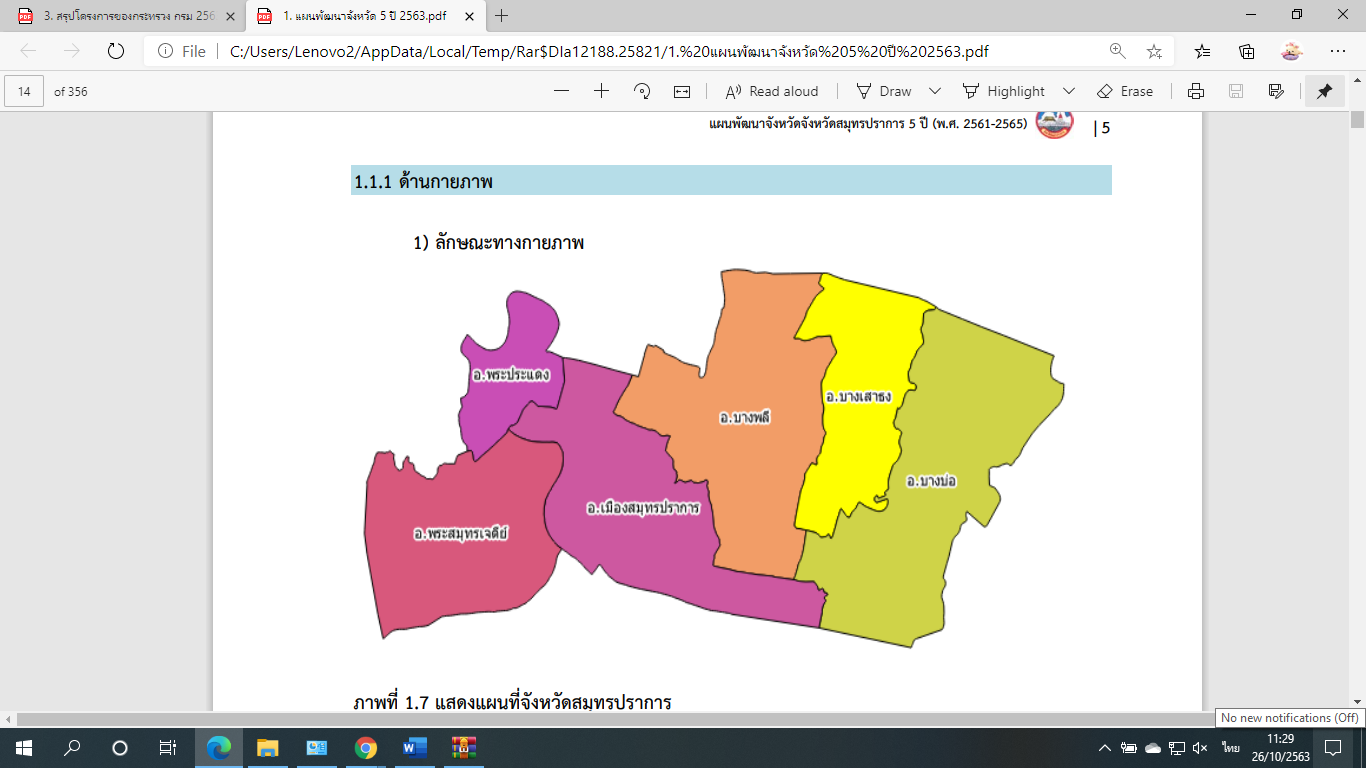 3. สรุปโครงการของกระทรวง กรม 256
1. แผนพัฒนาจังหวัด 5 ปี 2563.pdf
File
C:/Users/Lenovo2/AppData/Local/Temp/Rar$DIa12188.25821/1.%20แผนพัฒนาจังหวัด%205%20ปี%202563.pdf
14 of 356
Read aloud
Draw
Highlight
Erase
แผนพัฒนาจังหวัดจังหวัดสมุทรปราการ 5 ปี (พ.ศ. 2561-2565) | 5
1.1.1 ด้านกายภาพ
1) ลักษณะทางกายภาพ
อ.พระประแดง
อ.บางเสาธง
อ.บางพลี
อ.บางบ่อ
อ.เมืองสมุทรปราการ
อ.พระสมุทรเจดีย์
ภาพที่ 1.7 แสดงแผนที่จังหวัดสมุทรปราการ
No new notifications (Off)
ไทย
11:29
26/10/2563